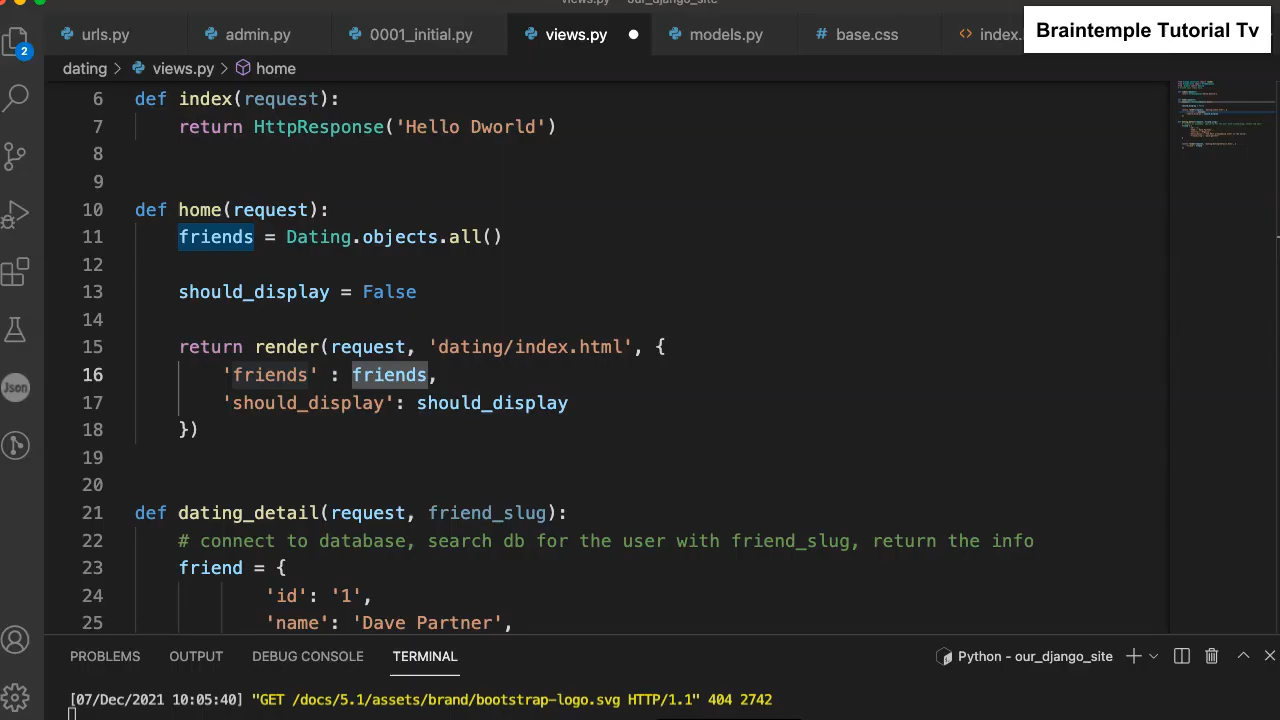 views.py — our_django_site
urls.py admin.py 0001_initial.py views.py models.py base.css index.
Braintemple Tutorial Tv
2
dating > views.py > home
6 def index(request):
7 return HttpResponse('Hello Dworld')
8
9
10 def home(request):
11 friends = Dating.objects.all()
12
13 should_display = False
14
15 return render(request, 'dating/index.html', {
16 'friends' : friends,
17 'should_display': should_display
18 })
19
20
21 def dating_detail(request, friend_slug):
22 # connect to database, search db for the user with friend_slug, return the info
23 friend = {
24 'id': '1',
25 'name': 'Dave Partner',
Json
PROBLEMS OUTPUT DEBUG CONSOLE TERMINAL Python - our_django_site
[07/Dec/2021 10:05:40] "GET /docs/5.1/assets/brand/bootstrap-logo.svg HTTP/1.1" 404 2742